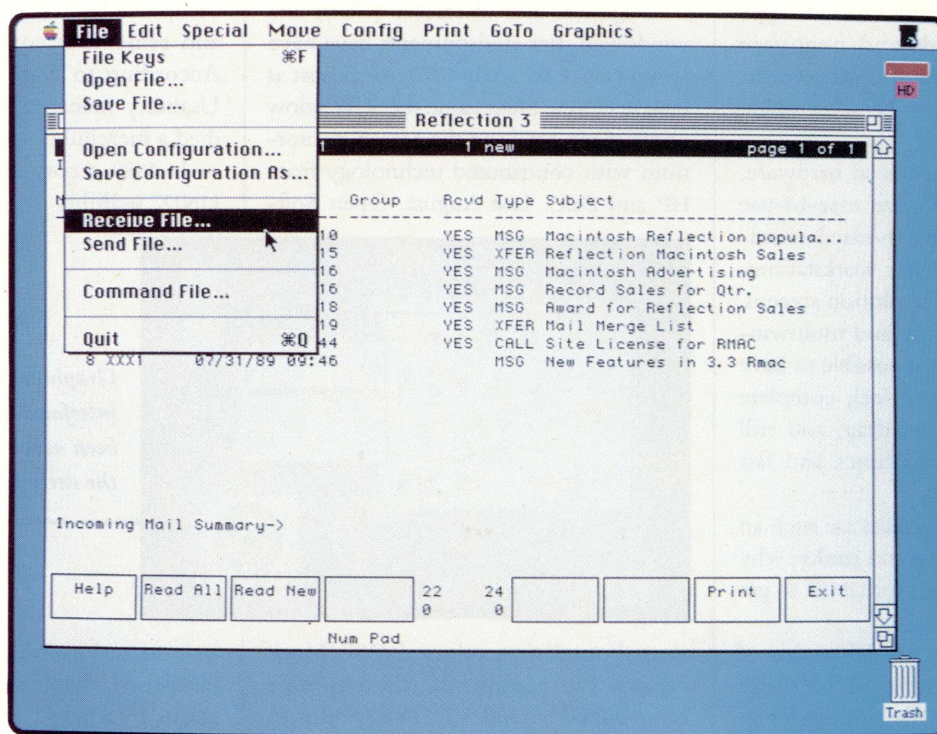 File Edit Special Move Config Print GoTo Graphics
File Keys ⌘F
Open File...
Save File...
Open Configuration...
Save Configuration As...
Receive File...
Send File...
Command File...
Quit ⌘Q
HD
Reflection 3
1 1 new page 1 of 1
Group Rcvd Type Subject
10 YES MSG Macintosh Reflection popula...
15 YES XFER Reflection Macintosh Sales
16 YES MSG Macintosh Advertising
16 YES MSG Record Sales for Qtr.
18 YES MSG Award for Reflection Sales
19 YES XFER Mail Merge List
44 YES CALL Site License for RMAC
8 XXX1 07/31/89 09:46 MSG New Features in 3.3 Rmac
Incoming Mail Summary->
Help Read All Read New 22 24 Print Exit
0 0
Num Pad
Trash